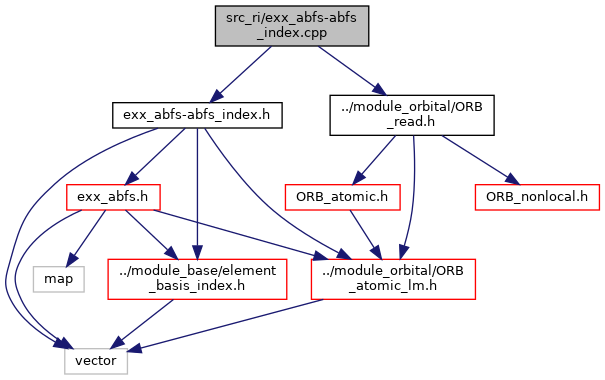 src_ri/exx_abfs-abfs
_index.cpp
exx_abfs-abfs_index.h
../module_orbital/ORB
_read.h
exx_abfs.h
ORB_atomic.h
ORB_nonlocal.h
map
../module_base/element
_basis_index.h
../module_orbital/ORB
_atomic_lm.h
vector